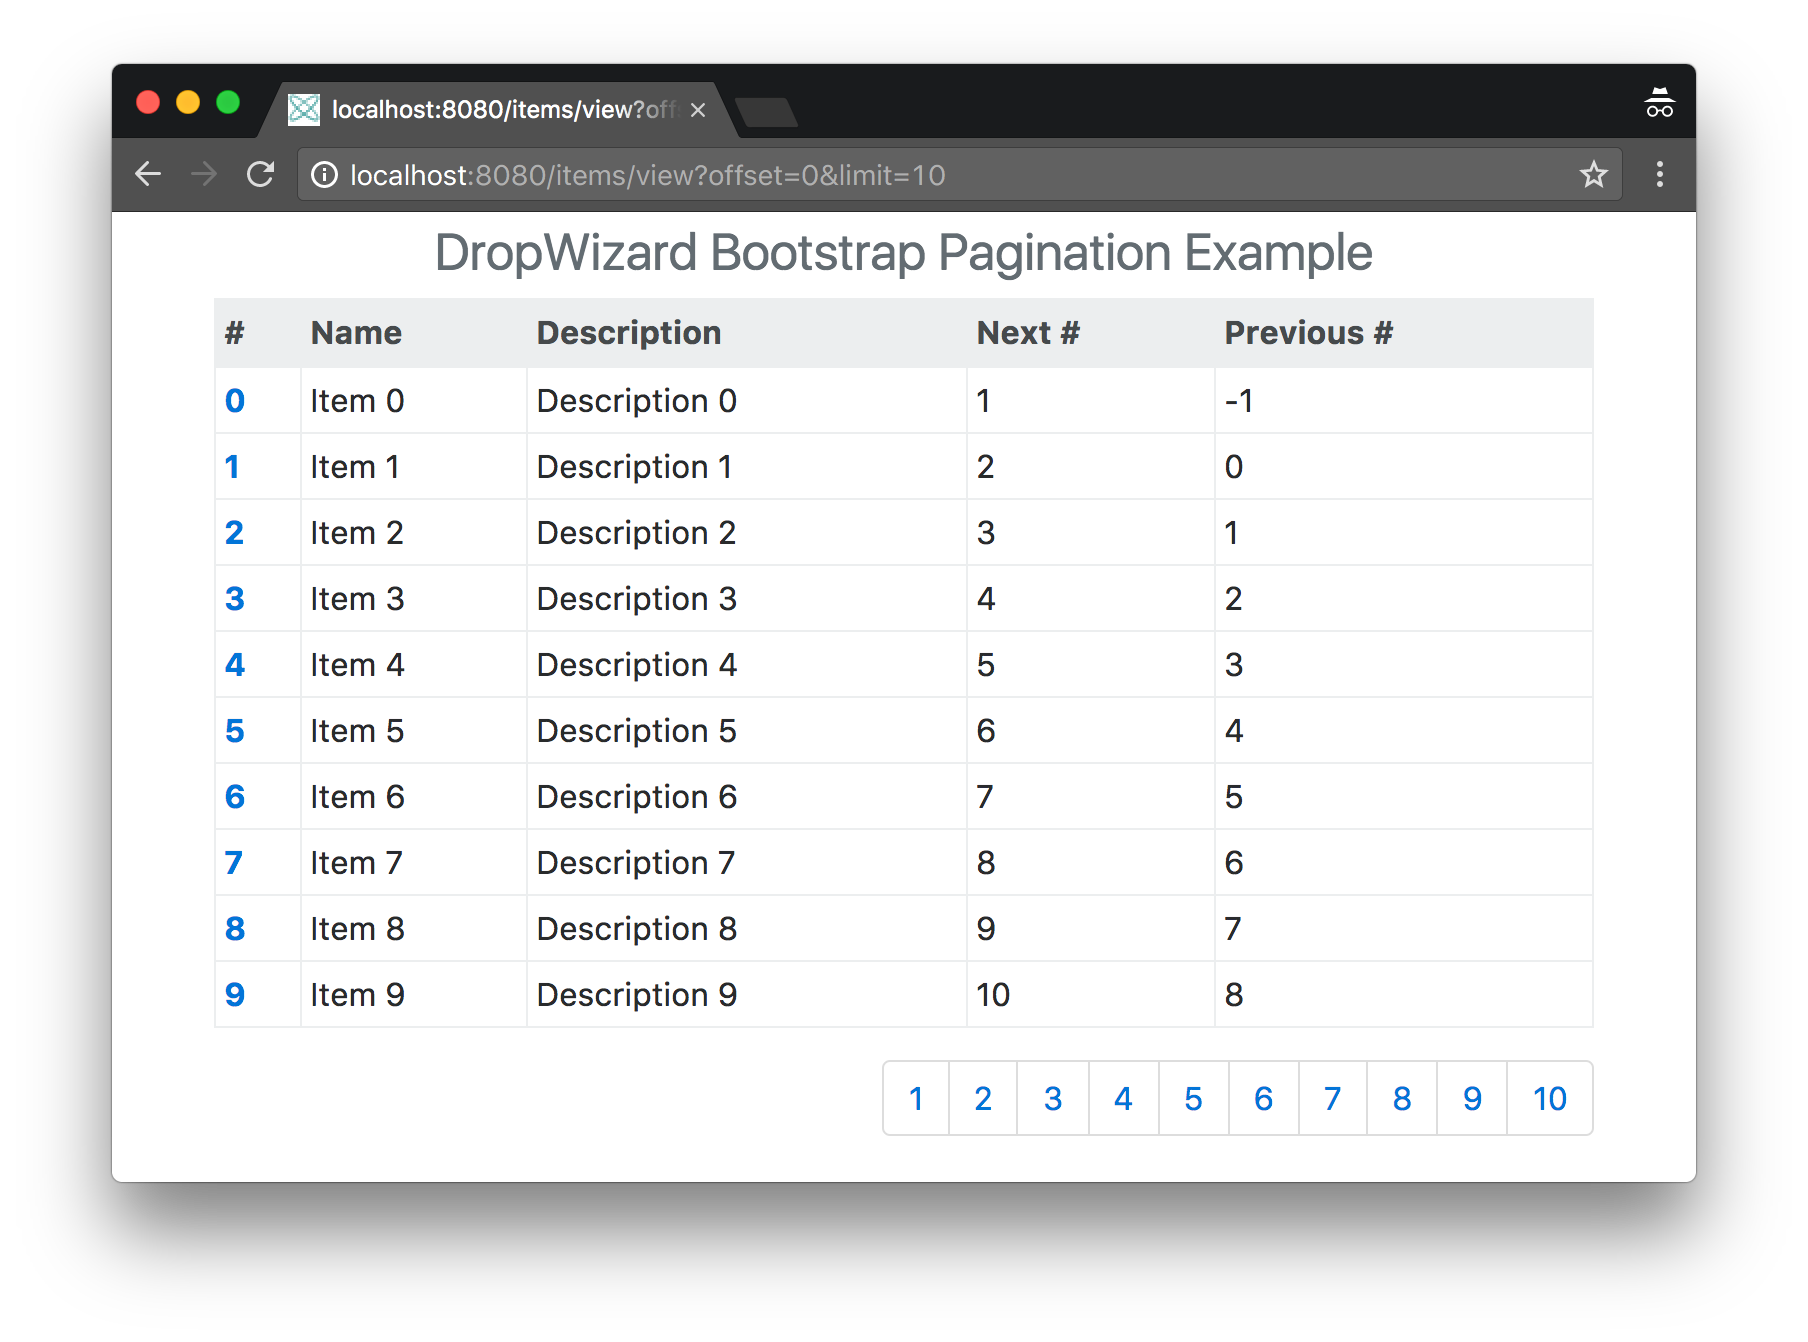 localhost:8080/items/view?off
localhost:8080/items/view?offset=0&limit=10
DropWizard Bootstrap Pagination Example
# Name Description Next # Previous #
0 Item 0 Description 0 1 -1
1 Item 1 Description 1 2 0
2 Item 2 Description 2 3 1
3 Item 3 Description 3 4 2
4 Item 4 Description 4 5 3
5 Item 5 Description 5 6 4
6 Item 6 Description 6 7 5
7 Item 7 Description 7 8 6
8 Item 8 Description 8 9 7
9 Item 9 Description 9 10 8
1 2 3 4 5 6 7 8 9 10